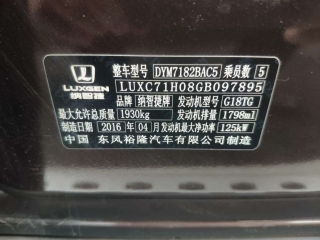 LUXGEN
纳智捷
整车型号 DYM7182BAC5 乘员数 5
LUXC71H08GB097895
品牌 纳智捷牌 发动机型号 G18TG
最大允许总质量 1930kg 发动机排量 1798ml
制造日期 2016 年 04 月 发动机最大净功率 125kW
中国 东风裕隆汽车有限公司制造